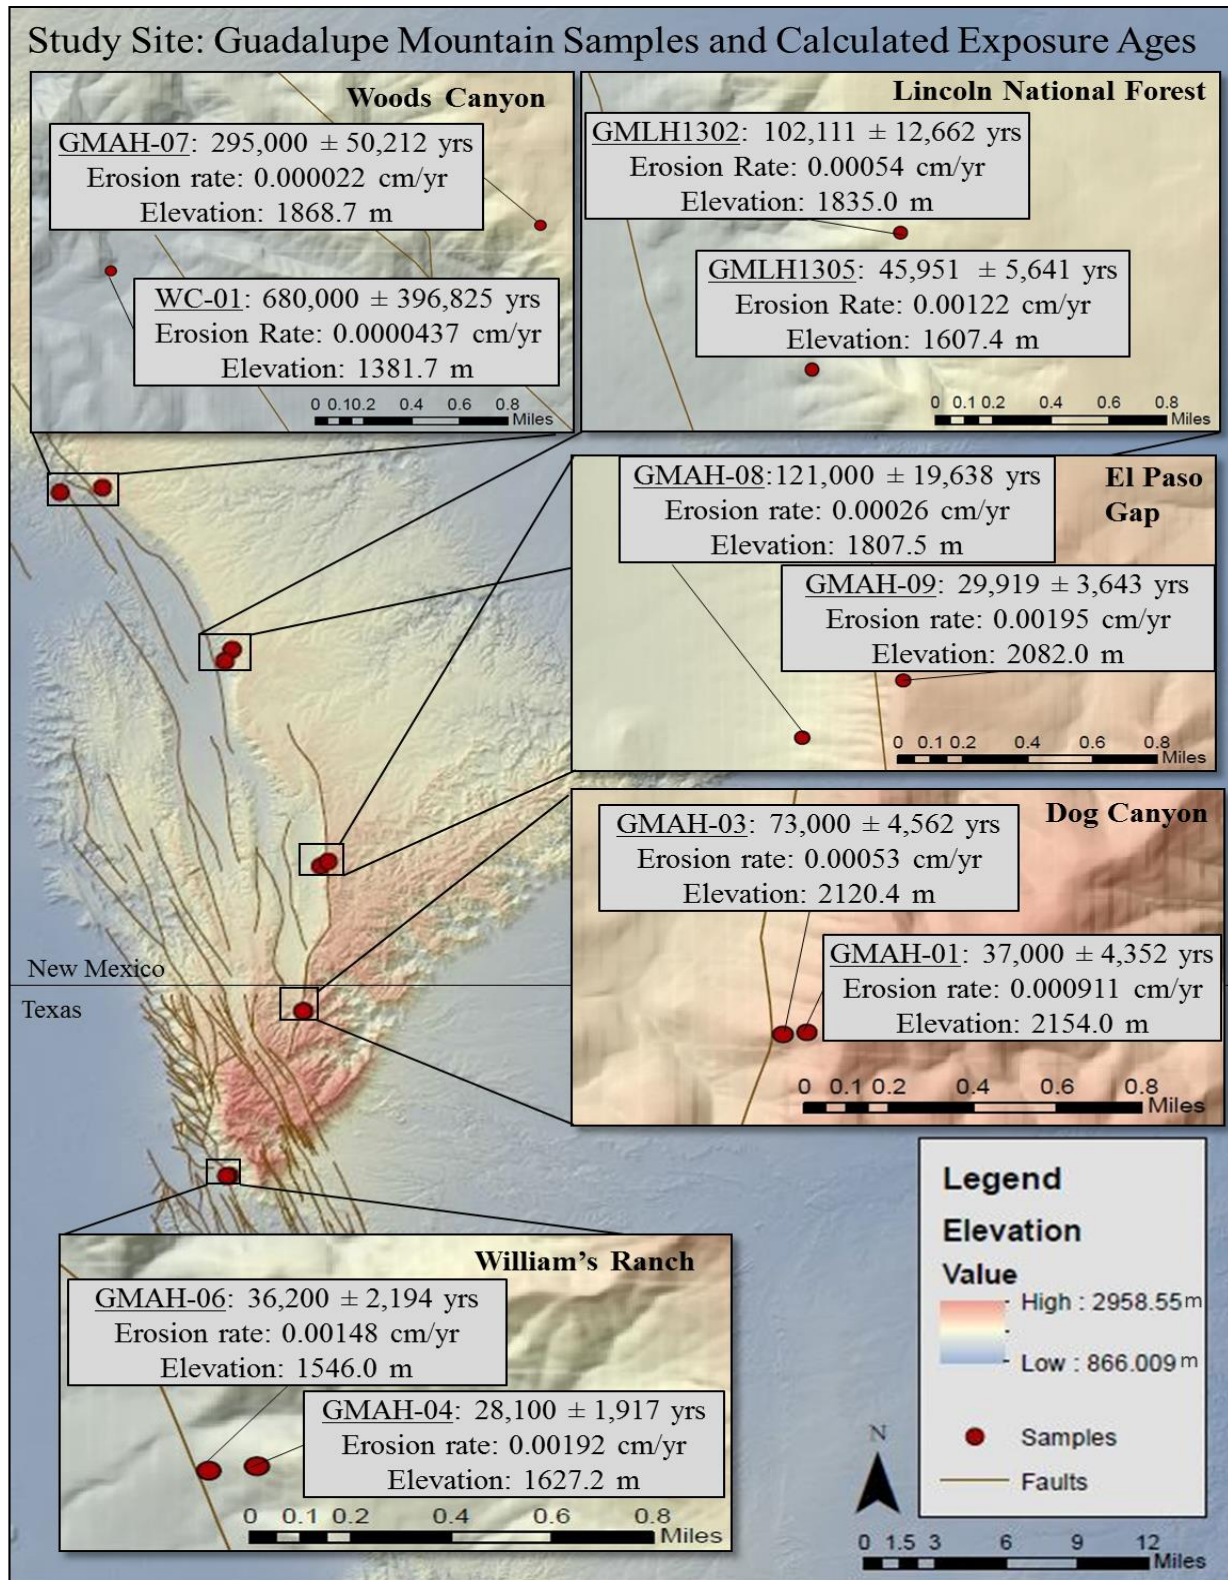 Study Site: Guadalupe Mountain Samples and Calculated Exposure Ages
Woods Canyon
GMAH-07: 295,000 ± 50,212 yrs
Erosion rate: 0.000022 cm/yr
Elevation: 1868.7 m
WC-01: 680,000 ± 396,825 yrs
Erosion Rate: 0.0000437 cm/yr
Elevation: 1381.7 m
0 0.10.2 0.4 0.6 0.8
Miles
Lincoln National Forest
GMLH1302: 102,111 ± 12,662 yrs
Erosion Rate: 0.00054 cm/yr
Elevation: 1835.0 m
GMLH1305: 45,951 ± 5,641 yrs
Erosion Rate: 0.00122 cm/yr
Elevation: 1607.4 m
0 0.1 0.2 0.4 0.6 0.8
Miles
El Paso
Gap
GMAH-08:121,000 ± 19,638 yrs
Erosion rate: 0.00026 cm/yr
Elevation: 1807.5 m
GMAH-09: 29,919 ± 3,643 yrs
Erosion rate: 0.00195 cm/yr
Elevation: 2082.0 m
0 0.1 0.2 0.4 0.6 0.8
Miles
Dog Canyon
GMAH-03: 73,000 ± 4,562 yrs
Erosion rate: 0.00053 cm/yr
Elevation: 2120.4 m
GMAH-01: 37,000 ± 4,352 yrs
Erosion rate: 0.000911 cm/yr
Elevation: 2154.0 m
0 0.1 0.2 0.4 0.6 0.8
Miles
New Mexico
Texas
William's Ranch
GMAH-06: 36,200 ± 2,194 yrs
Erosion rate: 0.00148 cm/yr
Elevation: 1546.0 m
GMAH-04: 28,100 ± 1,917 yrs
Erosion rate: 0.00192 cm/yr
Elevation: 1627.2 m
0 0.1 0.2 0.4 0.6 0.8
Miles
Legend
Elevation
Value
High : 2958.55 m
Low : 866.009 m
Samples
Faults
N
0 1.5 3 6 9 12
Miles